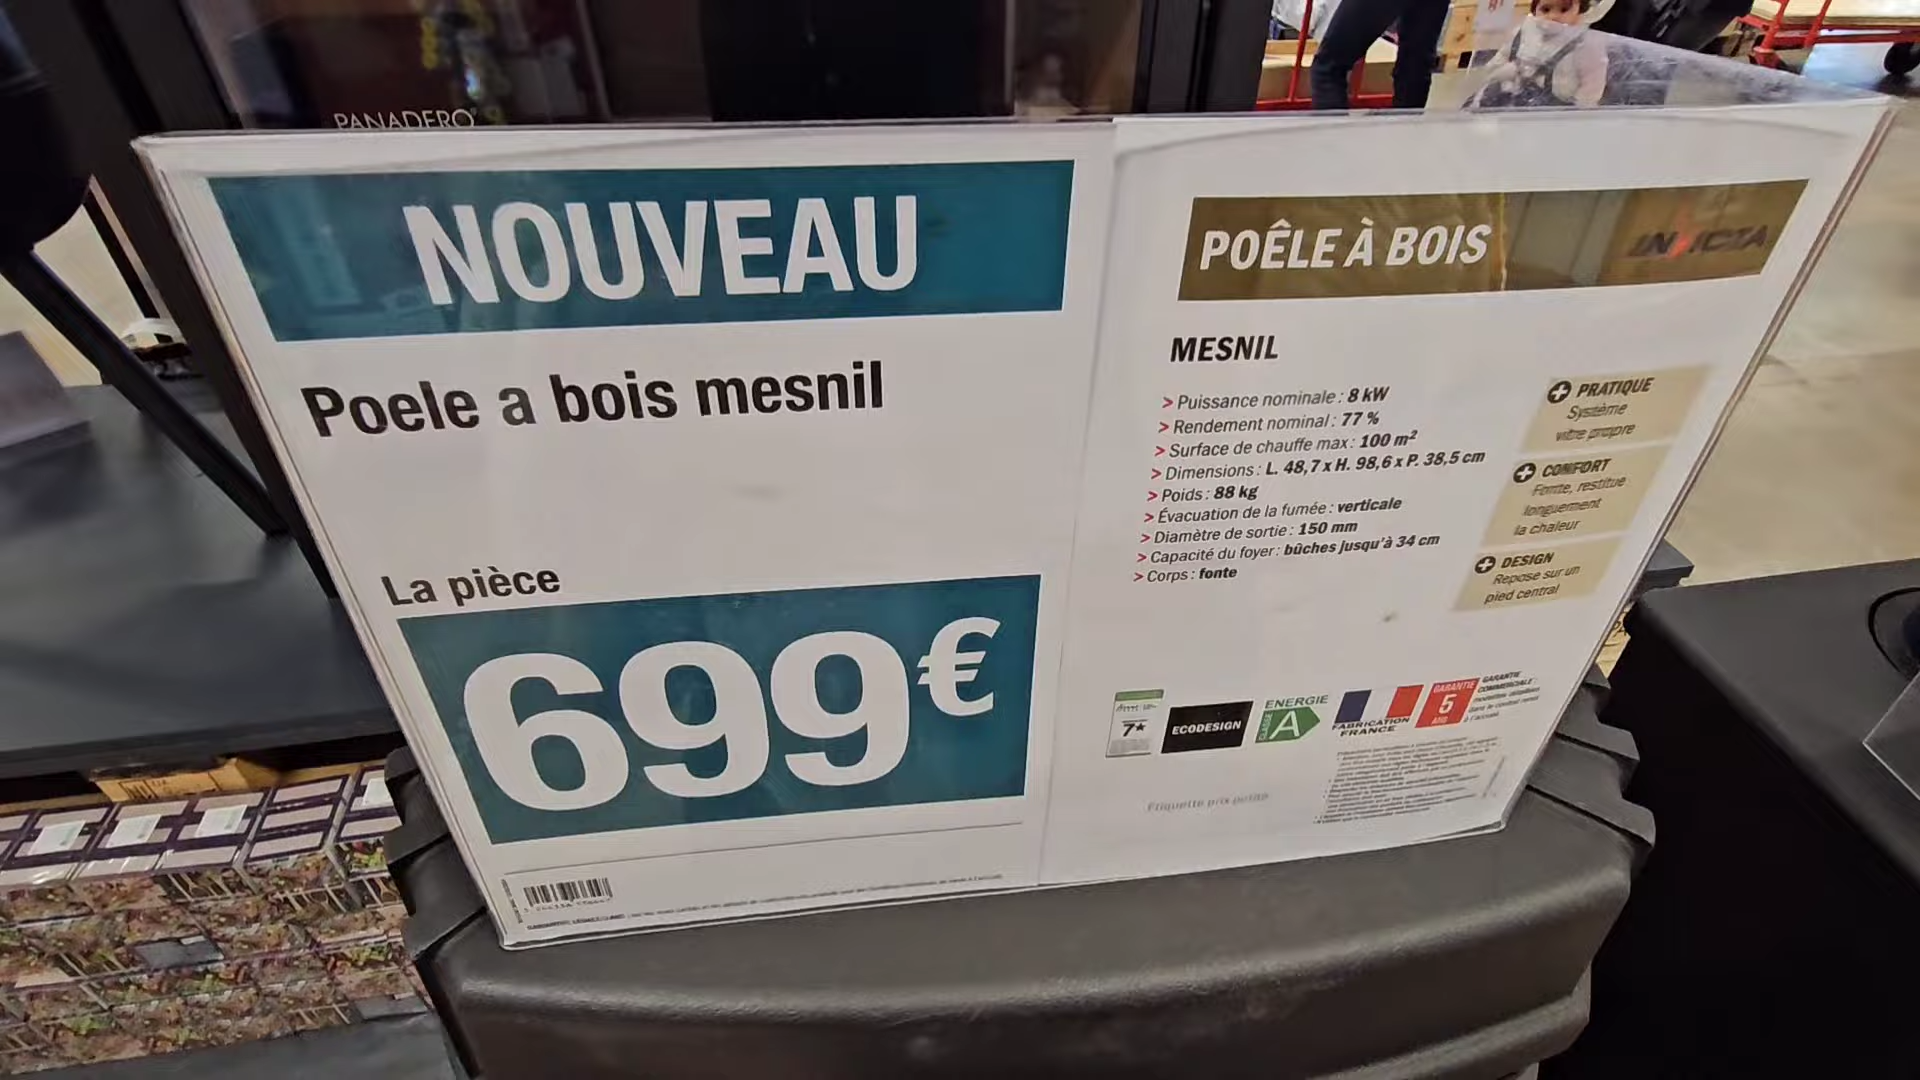 PANADERO
NOUVEAU
Poele a bois mesnil
La pièce
699€
POÊLE À BOIS
INVICTA
MESNIL
> Puissance nominale : 8 kW
> Rendement nominal : 77 %
> Surface de chauffe max : 100 m²
> Dimensions : L. 48,7 x H. 98,6 x P. 38,5 cm
> Poids : 88 kg
> Évacuation de la fumée : verticale
> Diamètre de sortie : 150 mm
> Capacité du foyer : bûches jusqu'à 34 cm
> Corps : fonte
+ PRATIQUE
Système
vitre propre
+ COMFORT
Fonte, restitue
longuement
la chaleur
+ DESIGN
Repose sur un
pied central
7★
ECODESIGN
CLASSE
ENERGIE
A
FABRICATION
FRANCE
GARANTIE
5
ANS
GARANTIE
COMMERCIALE :